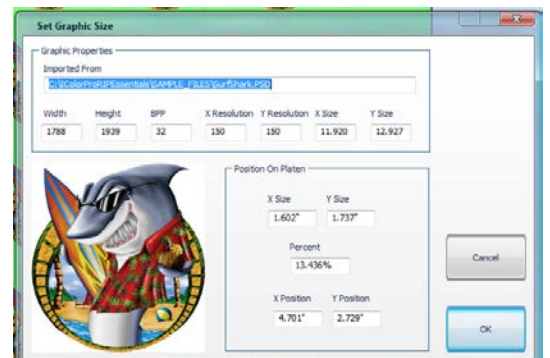 Set Graphic Size
Graphic Properties
Imported From
C:\IColorProRIPEssentials\SAMPLE_FILES\SurfShark.PSD
Width Height BPP X Resolution Y Resolution X Size Y Size
1788 1939 32 150 150 11.920 12.927
Position On Platen
X Size Y Size
1.602" 1.737"
Percent
13.436%
X Position Y Position
4.701" 2.729"
Cancel
OK